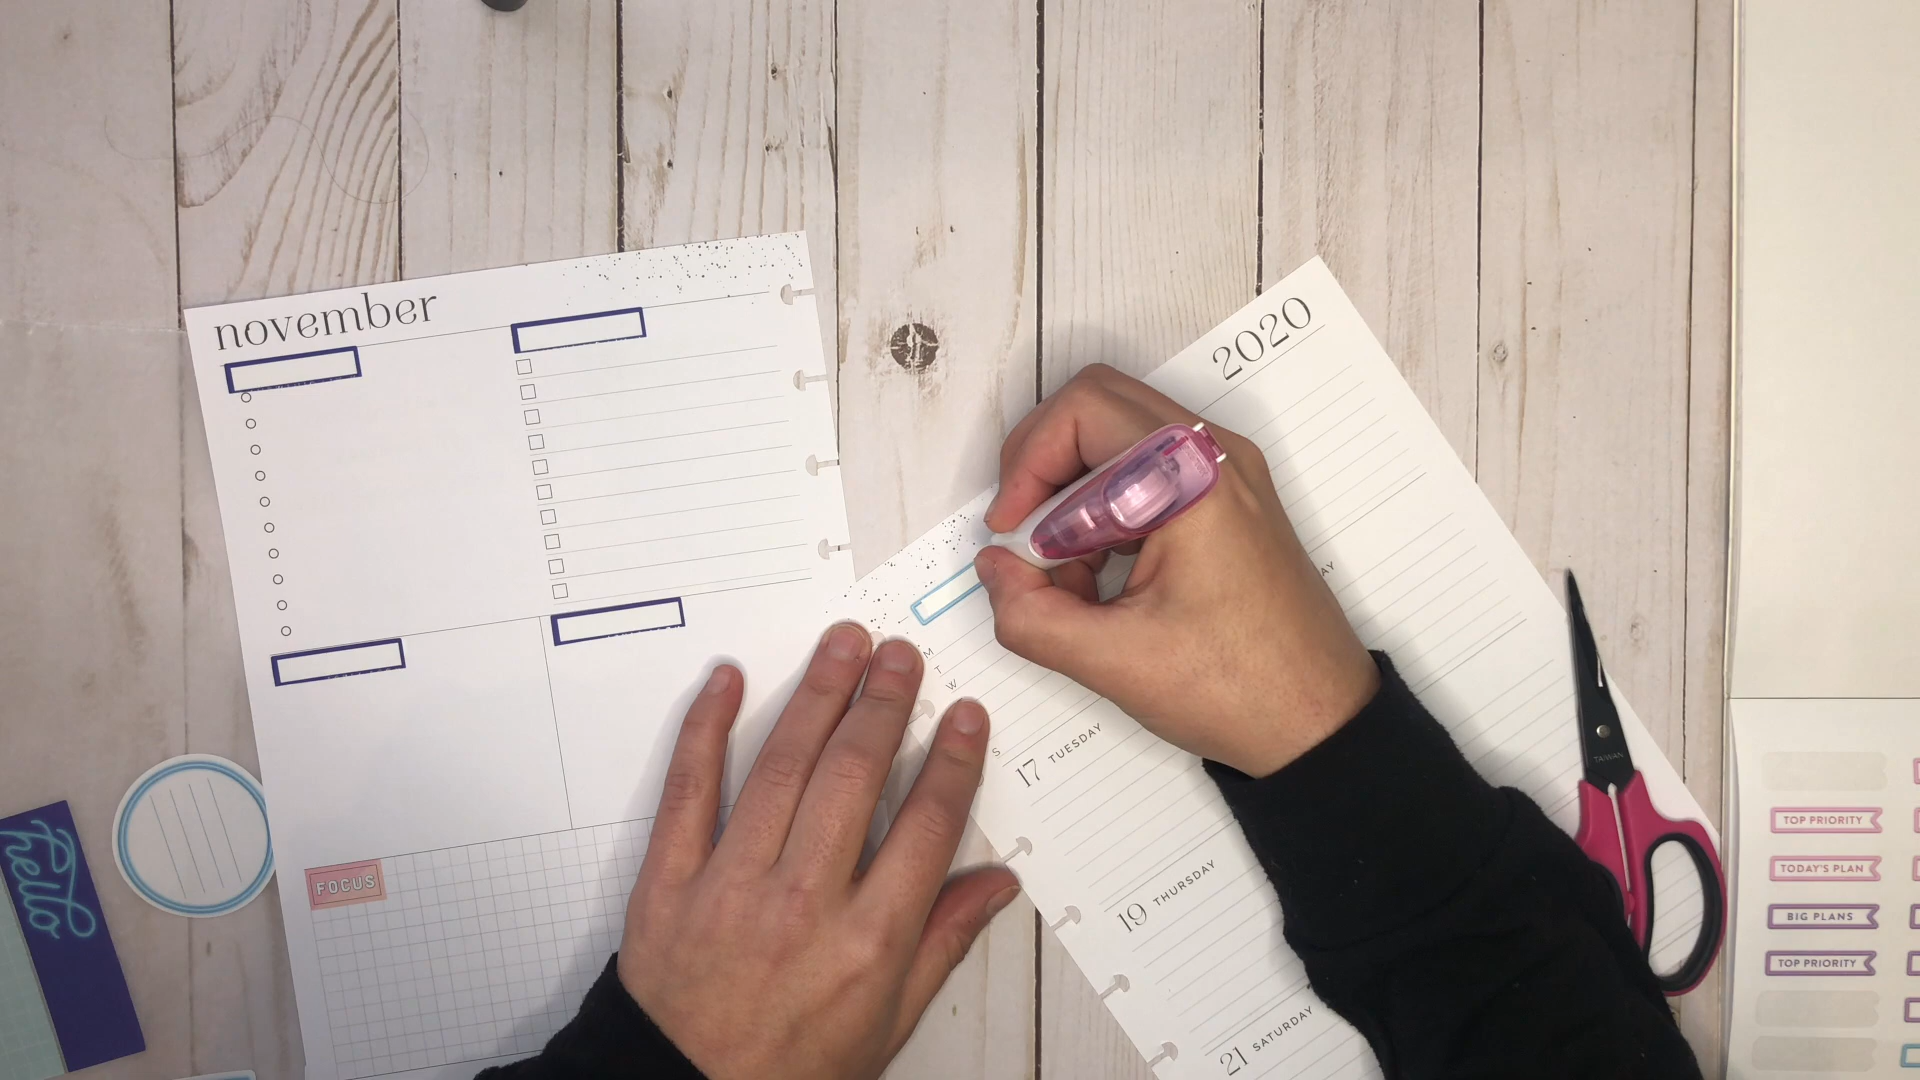 november
FOCUS
hello
2020
M
T
W
S
17 TUESDAY
AY
19 THURSDAY
21 SATURDAY
TAIWAN
TOP PRIORITY
TODAY'S PLAN
BIG PLANS
TOP PRIORITY